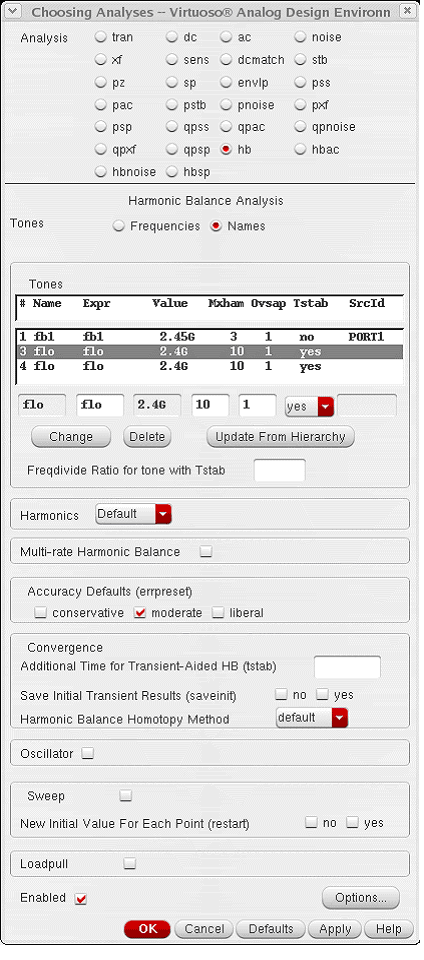 Choosing Analyses -- Virtuoso® Analog Design Environn
Analysis tran dc ac noise
xf sens dcmatch stb
pz sp envlp pss
pac pstb pnoise pxf
psp qpss qpac qpnoise
qpxf qpsp hb hbac
hbnoise hbsp
Harmonic Balance Analysis
Tones Frequencies Names
Tones
# Name Expr Value Mxham Ovsap Tstab SrcId
1 fb1 fb1 2.45G 3 1 no PORT1
3 flo flo 2.4G 10 1 yes
4 flo flo 2.4G 10 1 yes
flo flo 2.4G 10 1 yes
Change Delete Update From Hierarchy
Freqdivide Ratio for tone with Tstab
Harmonics Default
Multi-rate Harmonic Balance
Accuracy Defaults (errpreset)
conservative moderate liberal
Convergence
Additional Time for Transient-Aided HB (tstab)
Save Initial Transient Results (saveinit) no yes
Harmonic Balance Homotopy Method default
Oscillator
Sweep
New Initial Value For Each Point (restart) no yes
Loadpull
Enabled Options...
OK Cancel Defaults Apply Help